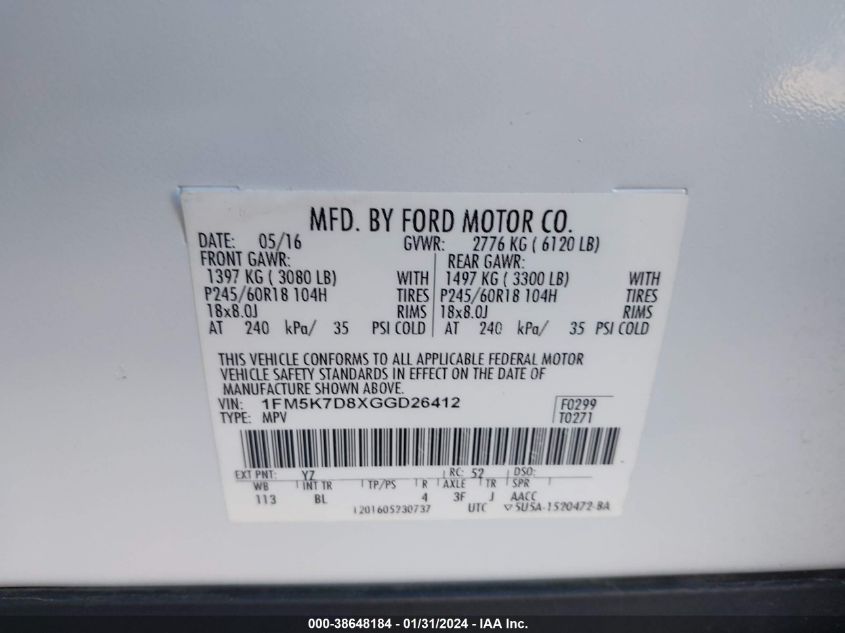 MFD. BY FORD MOTOR CO.
DATE: 05/16 GVWR: 2776 KG ( 6120 LB)
FRONT GAWR: REAR GAWR:
1397 KG ( 3080 LB) WITH 1497 KG ( 3300 LB) WITH
P245/60R18 104H TIRES P245/60R18 104H TIRES
18x8.0J RIMS 18x8.0J RIMS
AT 240 kPa/ 35 PSI COLD AT 240 kPa/ 35 PSI COLD
THIS VEHICLE CONFORMS TO ALL APPLICABLE FEDERAL MOTOR
VEHICLE SAFETY STANDARDS IN EFFECT ON THE DATE OF
MANUFACTURE SHOWN ABOVE.
VIN: 1FM5K7D8XGGD26412 F0299
TYPE: MPV T0271
EXT PNT: YZ RC: 52 DSO:
WB INT TR TP/PS R AXLE TR SPR
113 BL 4 3F J AACC
1201605230737 UTC ▽5U5A-1520472-BA
000-38648184 - 01/31/2024 - IAA Inc.